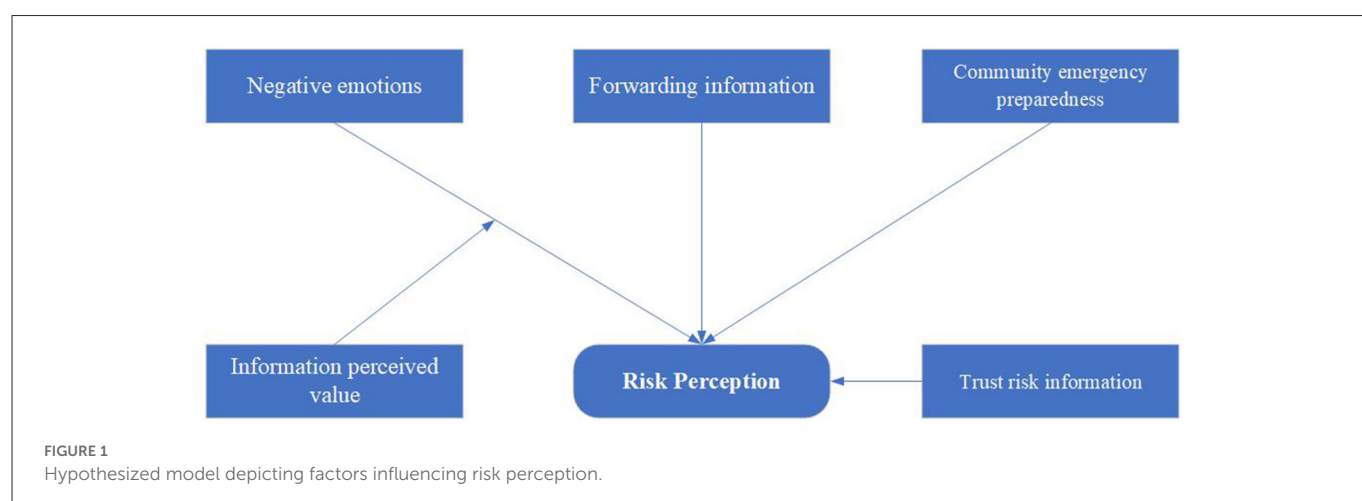 Negative emotions
Forwarding information
Community emergency
preparedness
Information perceived
value
Risk Perception
Trust risk information
FIGURE 1
Hypothesized model depicting factors influencing risk perception.